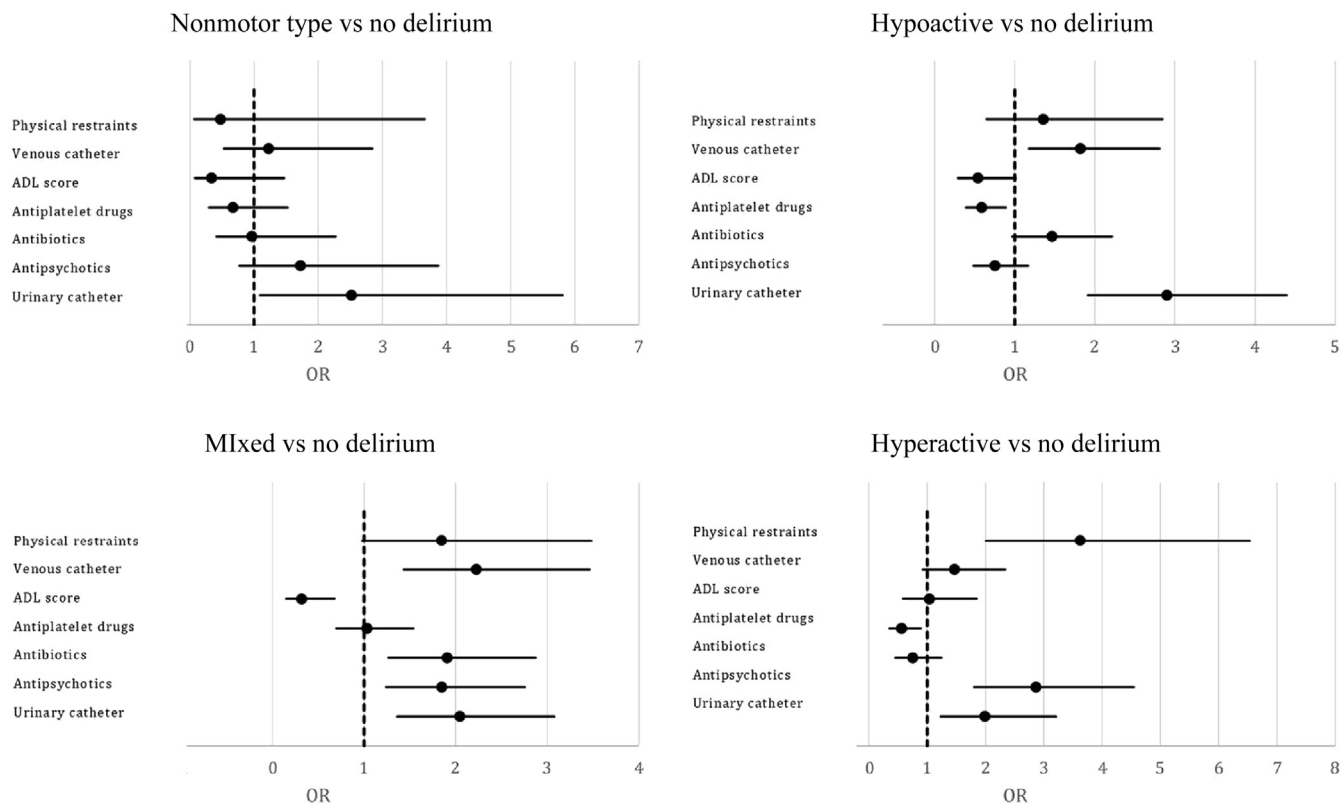 Nonmotor type vs no delirium
Physical restraints
Venous catheter
ADL score
Antiplatelet drugs
Antibiotics
Antipsychotics
Urinary catheter
0 1 2 3 4 5 6 7
OR
Hypoactive vs no delirium
Physical restraints
Venous catheter
ADL score
Antiplatelet drugs
Antibiotics
Antipsychotics
Urinary catheter
0 1 2 3 4 5
OR
MIxed vs no delirium
Physical restraints
Venous catheter
ADL score
Antiplatelet drugs
Antibiotics
Antipsychotics
Urinary catheter
0 1 2 3 4
OR
Hyperactive vs no delirium
Physical restraints
Venous catheter
ADL score
Antiplatelet drugs
Antibiotics
Antipsychotics
Urinary catheter
0 1 2 3 4 5 6 7 8
OR